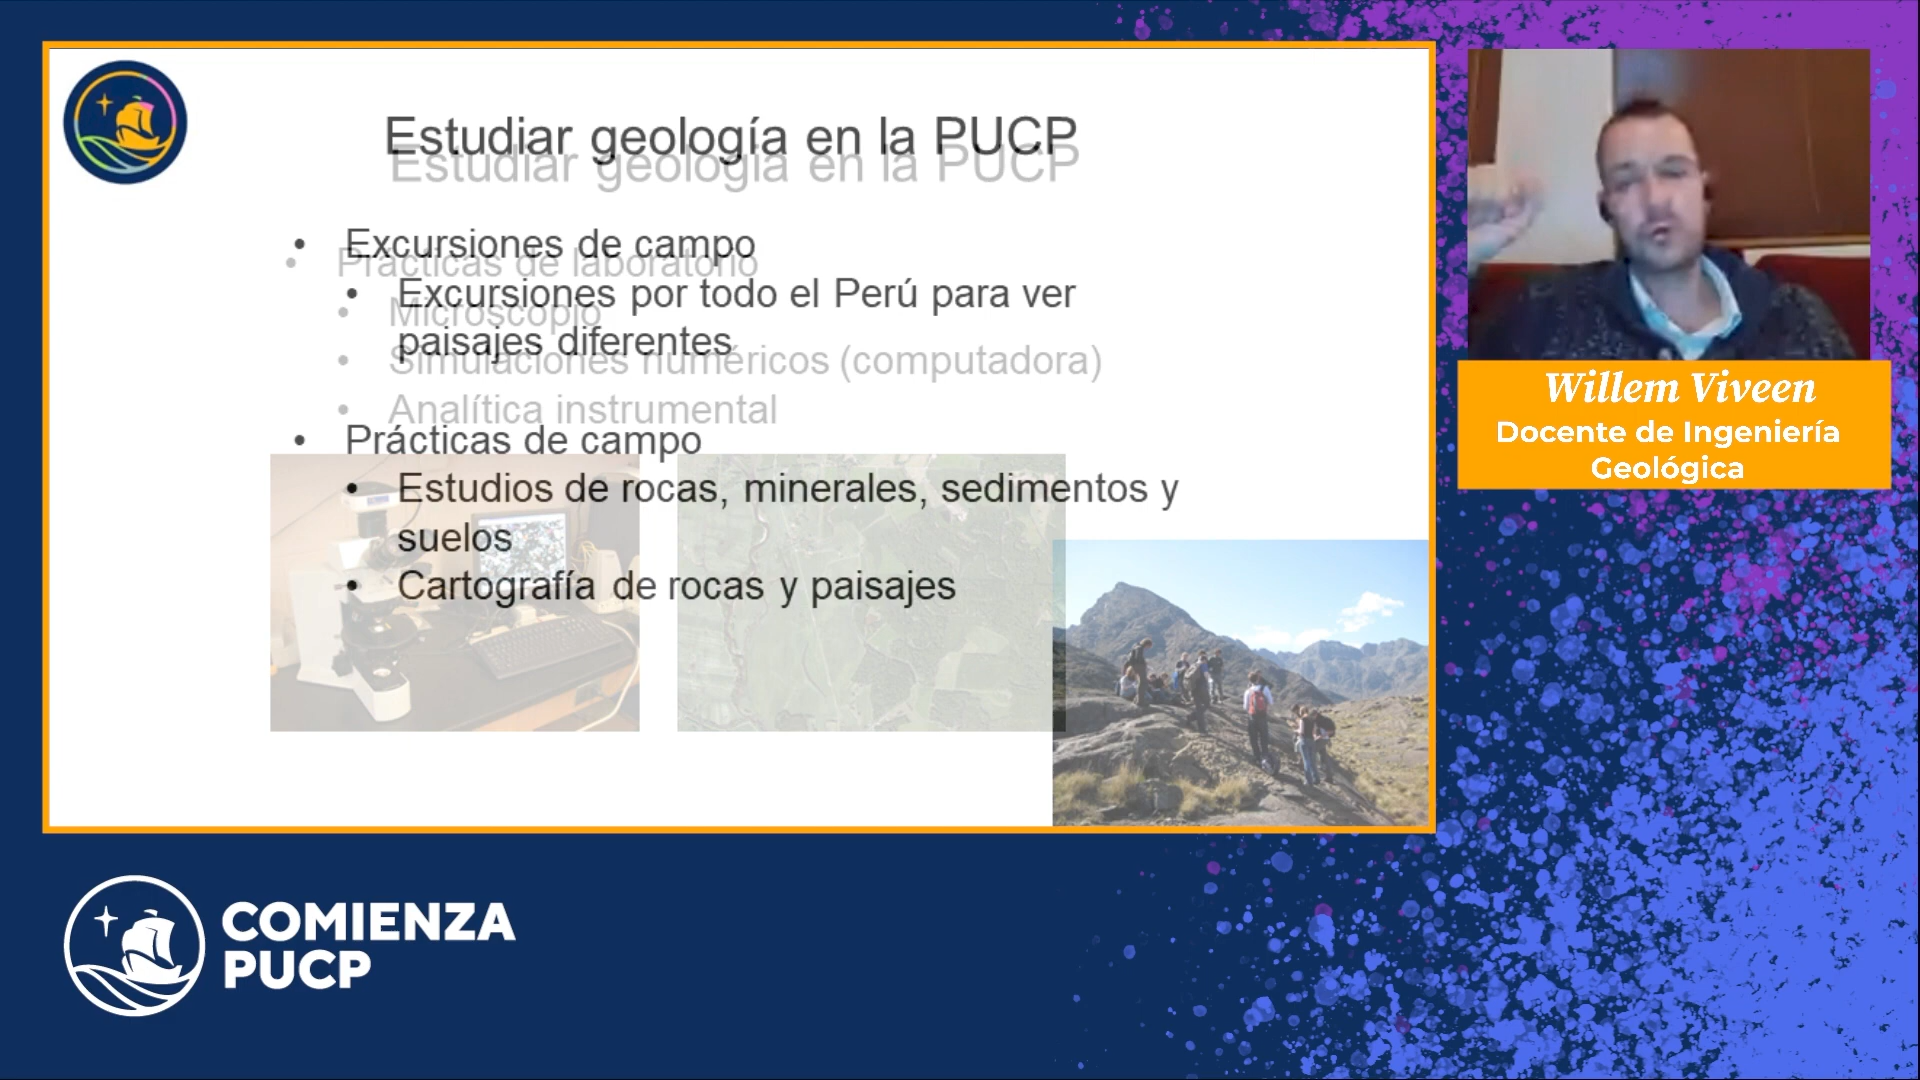 Estudiar geología en la PUCP
Estudiar geología en la PUCP
• Excursiones de campo
• Excursiones por todo el Perú para ver
paisajes diferentes
• Prácticas de campo
• Estudios de rocas, minerales, sedimentos y
suelos
• Cartografía de rocas y paisajes
• Prácticas de laboratorio
• Microscopio
• Simulaciones numéricos (computadora)
• Analítica instrumental
Willem Viveen
Docente de Ingeniería
Geológica
COMIENZA
PUCP